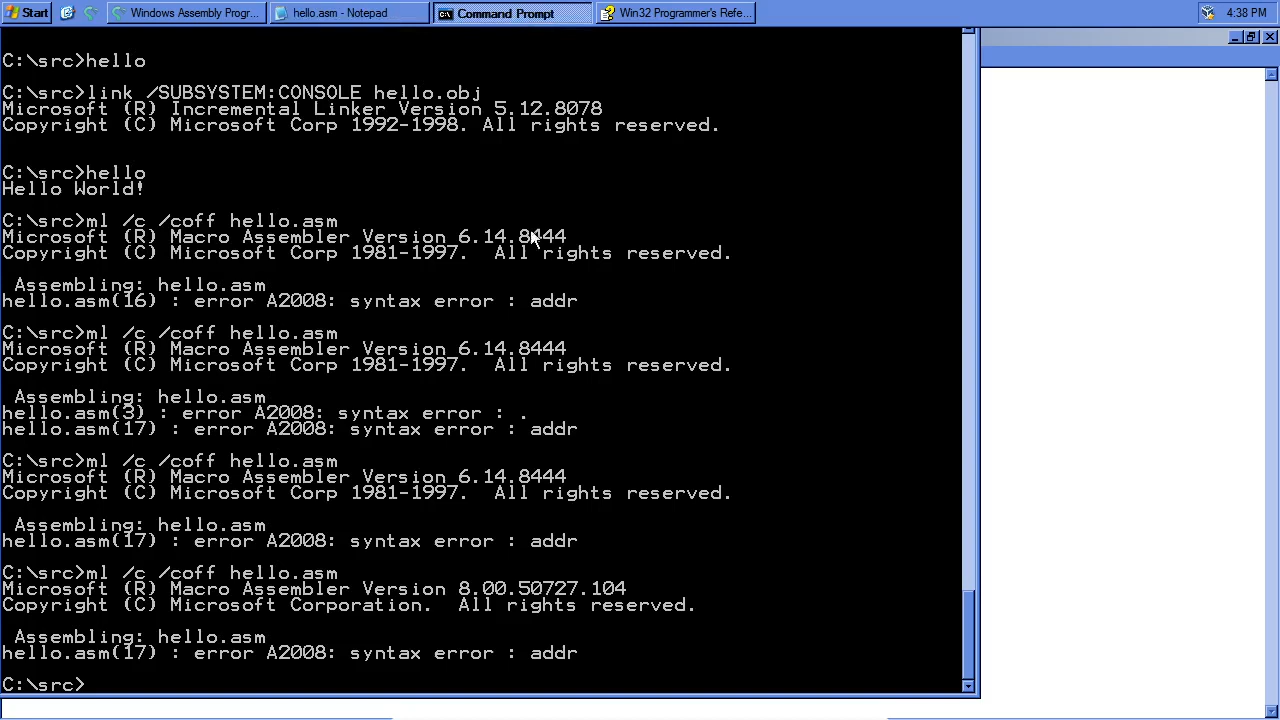 Start
Windows Assembly Progr...
hello.asm - Notepad
Command Prompt
Win32 Programmer's Refe...
4:38 PM
C:\src>hello
C:\src>link /SUBSYSTEM:CONSOLE hello.obj
Microsoft (R) Incremental Linker Version 5.12.8078
Copyright (C) Microsoft Corp 1992-1998. All rights reserved.
C:\src>hello
Hello World!
C:\src>ml /c /coff hello.asm
Microsoft (R) Macro Assembler Version 6.14.8444
Copyright (C) Microsoft Corp 1981-1997.  All rights reserved.
Assembling: hello.asm
hello.asm(16) : error A2008: syntax error : addr
C:\src>ml /c /coff hello.asm
Microsoft (R) Macro Assembler Version 6.14.8444
Copyright (C) Microsoft Corp 1981-1997.  All rights reserved.
Assembling: hello.asm
hello.asm(3) : error A2008: syntax error : .
hello.asm(17) : error A2008: syntax error : addr
C:\src>ml /c /coff hello.asm
Microsoft (R) Macro Assembler Version 6.14.8444
Copyright (C) Microsoft Corp 1981-1997.  All rights reserved.
Assembling: hello.asm
hello.asm(17) : error A2008: syntax error : addr
C:\src>ml /c /coff hello.asm
Microsoft (R) Macro Assembler Version 8.00.50727.104
Copyright (C) Microsoft Corporation.  All rights reserved.
Assembling: hello.asm
hello.asm(17) : error A2008: syntax error : addr
C:\src>